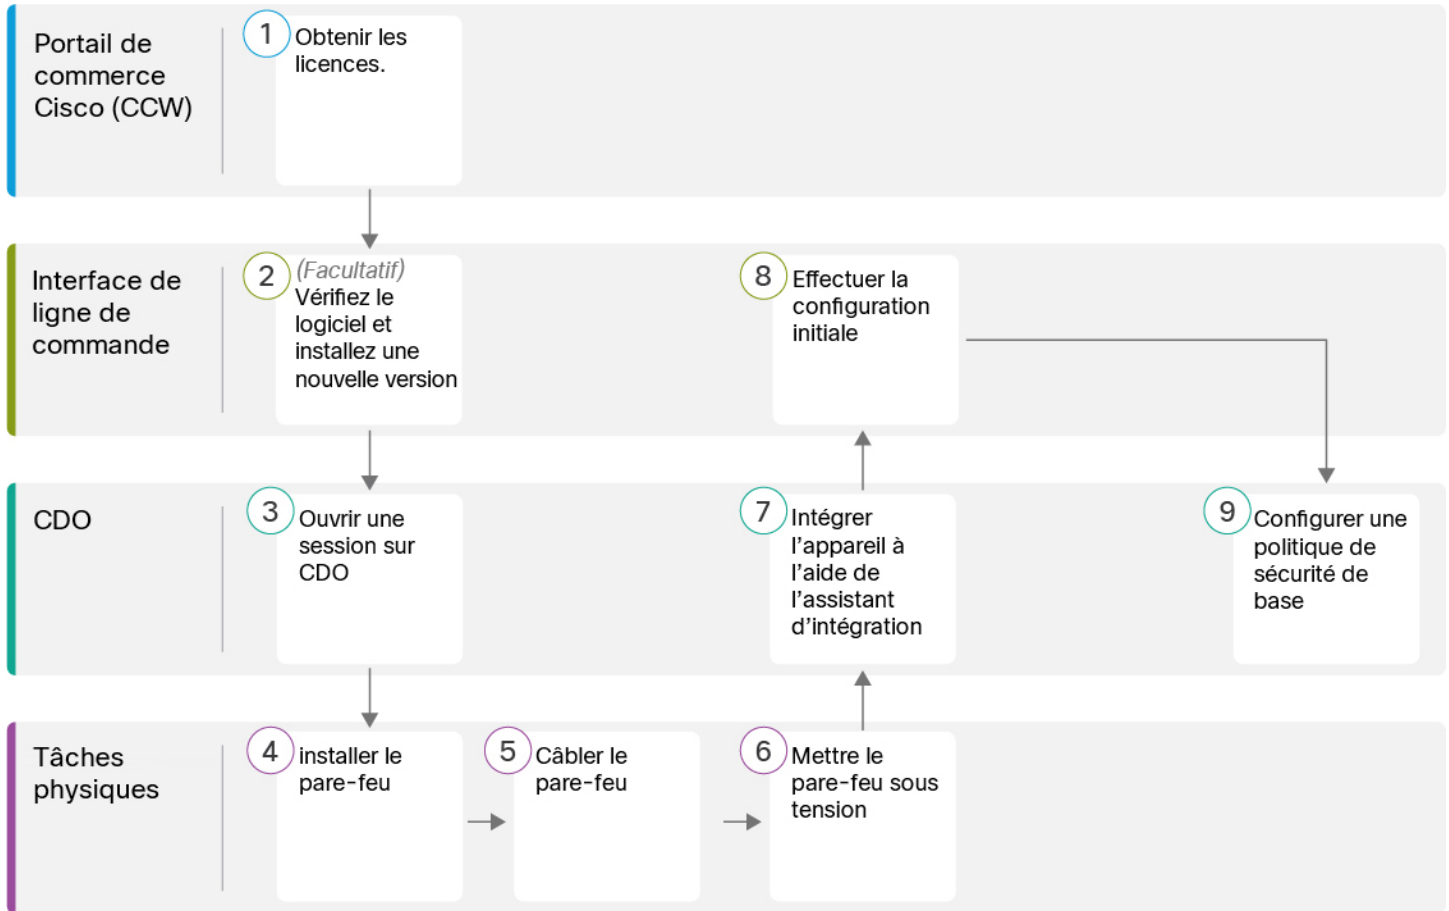 Portail de
commerce
Cisco (CCW)
1
Obtenir les
licences.
Interface de
ligne de
commande
2
(Facultatif)
Vérifiez le
logiciel et
installez une
nouvelle version
8
Effectuer la
configuration
initiale
CDO
3
Ouvrir une
session sur
CDO
7
Intégrer
l’appareil à
l’aide de
l’assistant
d’intégration
9
Configurer une
politique de
sécurité de
base
Tâches
physiques
4
installer le
pare-feu
5
Câbler le
pare-feu
6
Mettre le
pare-feu sous
tension